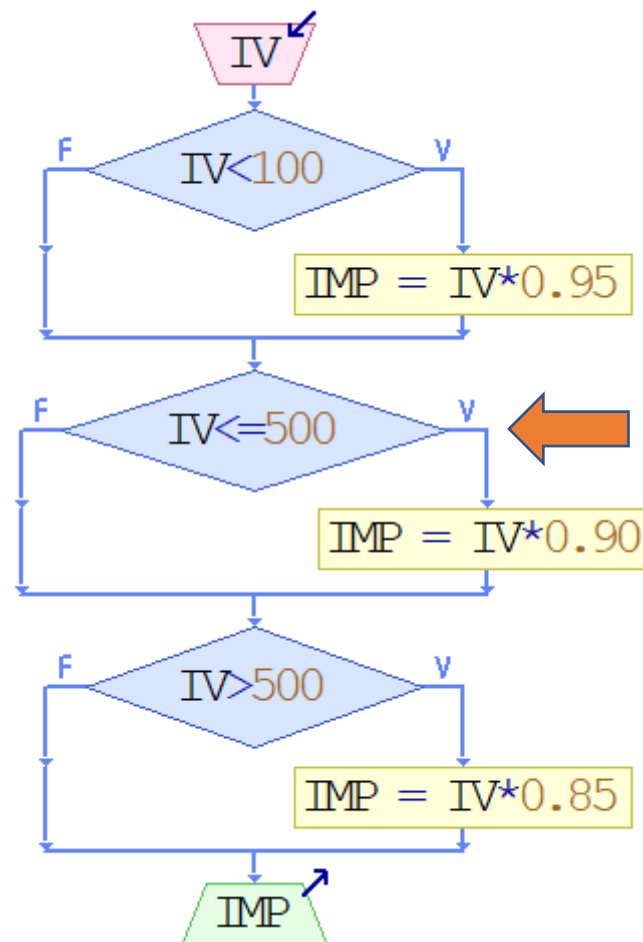 IV
F
IV<100
V
IMP = IV*0.95
F
IV<=500
V
IMP = IV*0.90
F
IV>500
V
IMP = IV*0.85
IMP